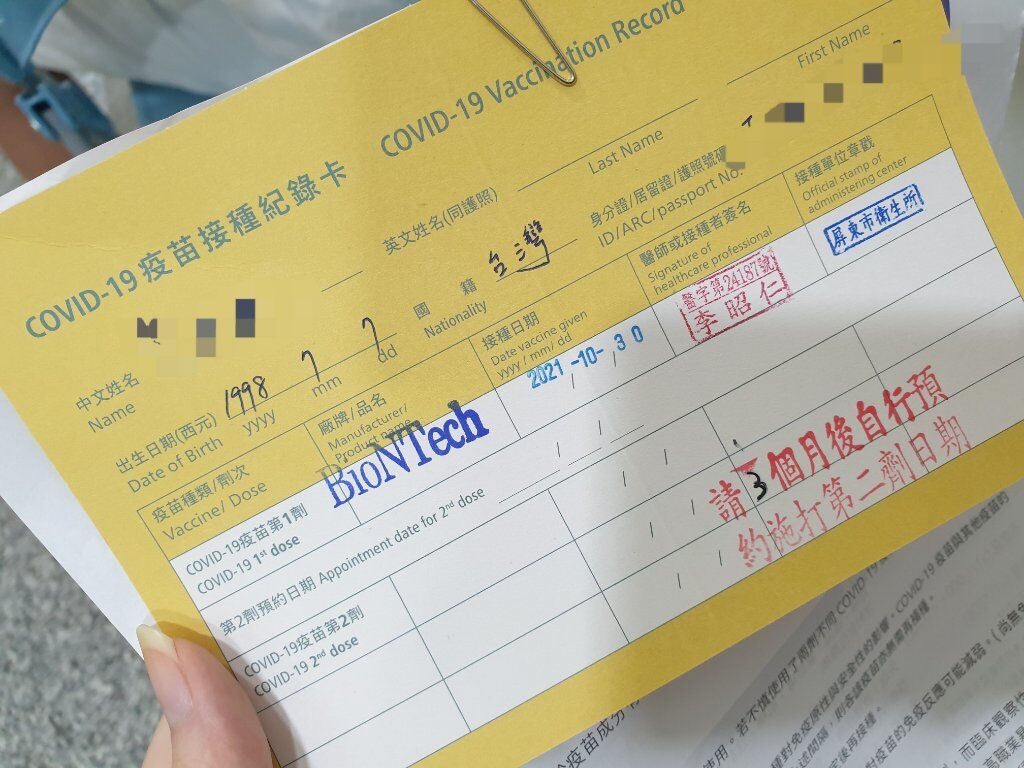 COVID-19疫苗接種紀錄卡 COVID-19 Vaccination Record
中文姓名
Name
英文姓名(同護照)
Last Name
First Name
出生日期(西元)
Date of Birth
1998 7 7
yyyy mm dd
國籍
Nationality
台灣
身分證/居留證/護照號碼
ID/ARC/passport No.
疫苗種類/劑次
Vaccine/ Dose
廠牌/品名
Manufacturer/
Product name
接種日期
Date vaccine given
yyyy / mm/ dd
醫師或接種者簽名
Signature of
healthcare professional
接種單位章戳
Official stamp of
administering center
COVID-19疫苗第1劑
COVID-19 1st dose
BioNTech
2021-10-30
醫字第24187號
李昭仁
屏東市衛生所
第2劑預約日期 Appointment date for 2nd dose
請3個月後自行預
約施打第二劑日期
COVID-19疫苗第2劑
COVID-19 2nd dose